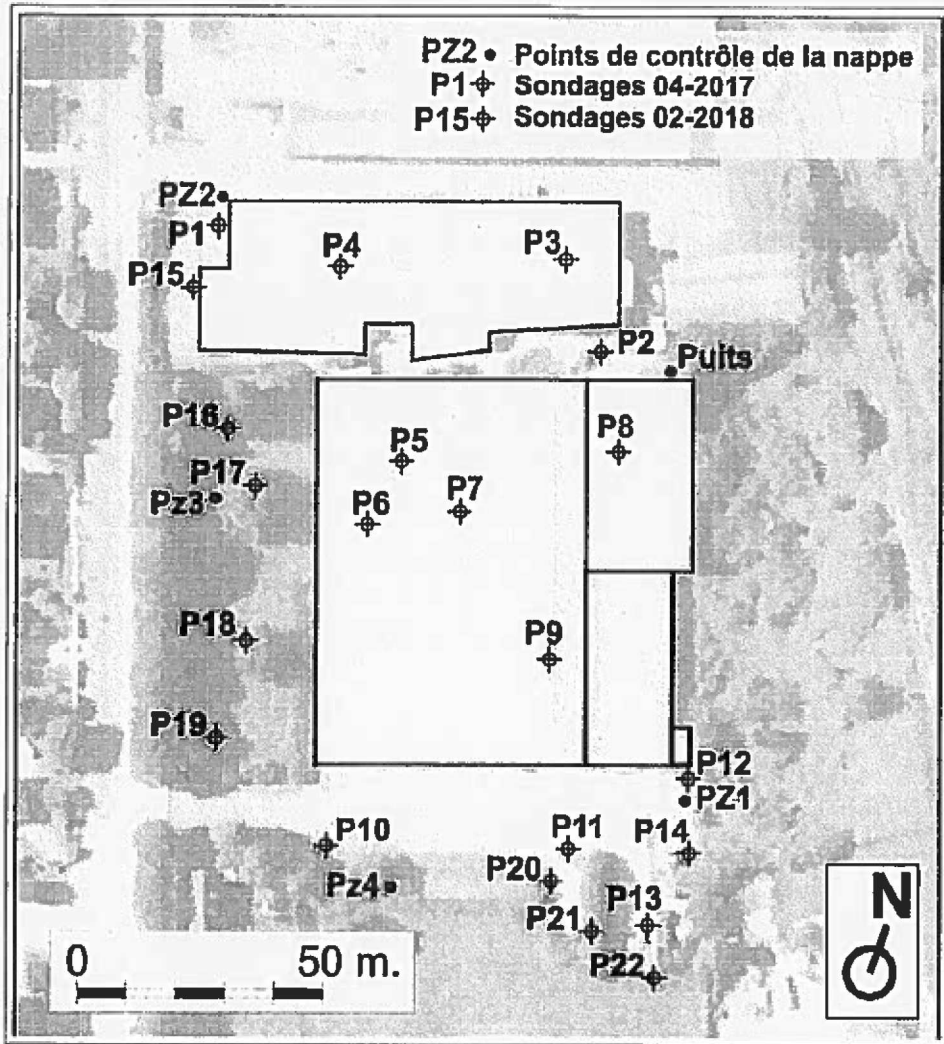 PZ2 Points de contrôle de la nappe
P1 Sondages 04-2017
P15 Sondages 02-2018
PZ2
P1
P4
P3
P15
P2
Puits
P16
P5
P8
P17
Pz3
P6
P7
P18
P9
P19
P12
PZ1
P10
P11
P14
P20
Pz4
P13
P21
P22
N
0 50 m.